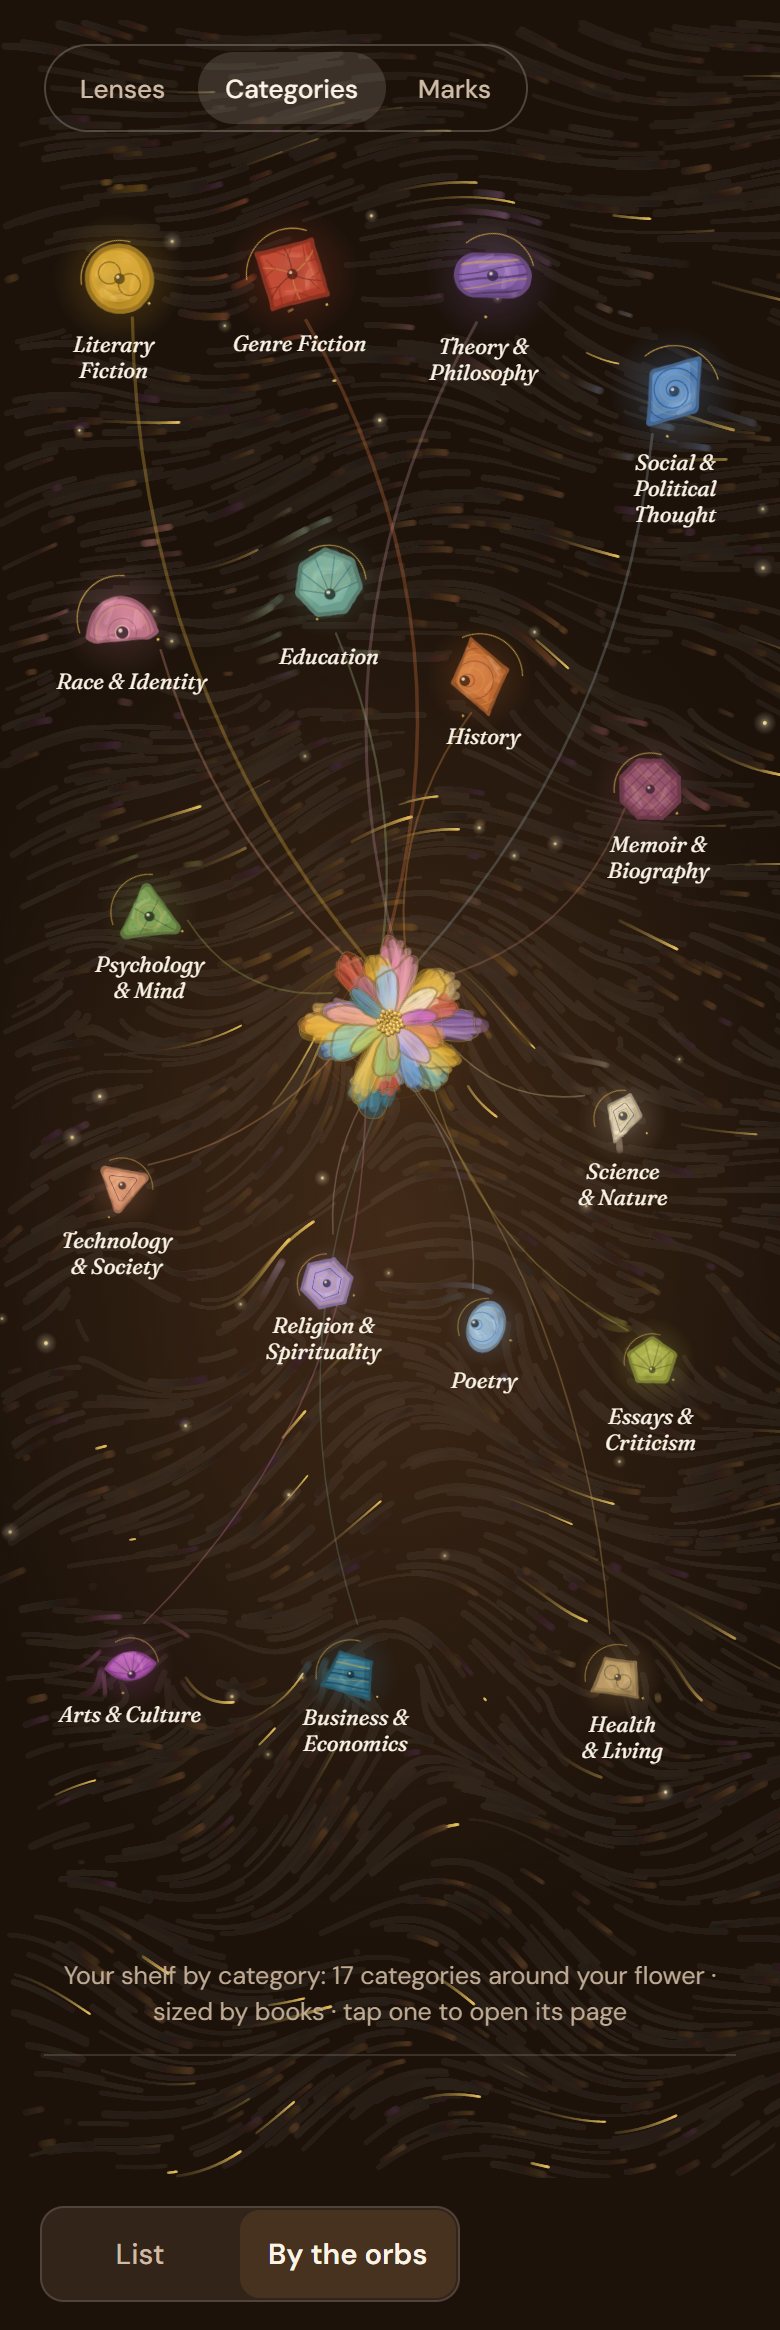 Lenses
Categories
Marks
Literary
Fiction
Genre Fiction
Theory &
Philosophy
Social &
Political
Thought
Education
Race & Identity
History
Memoir &
Biography
Psychology
& Mind
Science
& Nature
Technology
& Society
Religion &
Spirituality
Poetry
Essays &
Criticism
Arts & Culture
Business &
Economics
Health
& Living
Your shelf by category: 17 categories around your flower ·
sized by books · tap one to open its page
List
By the orbs